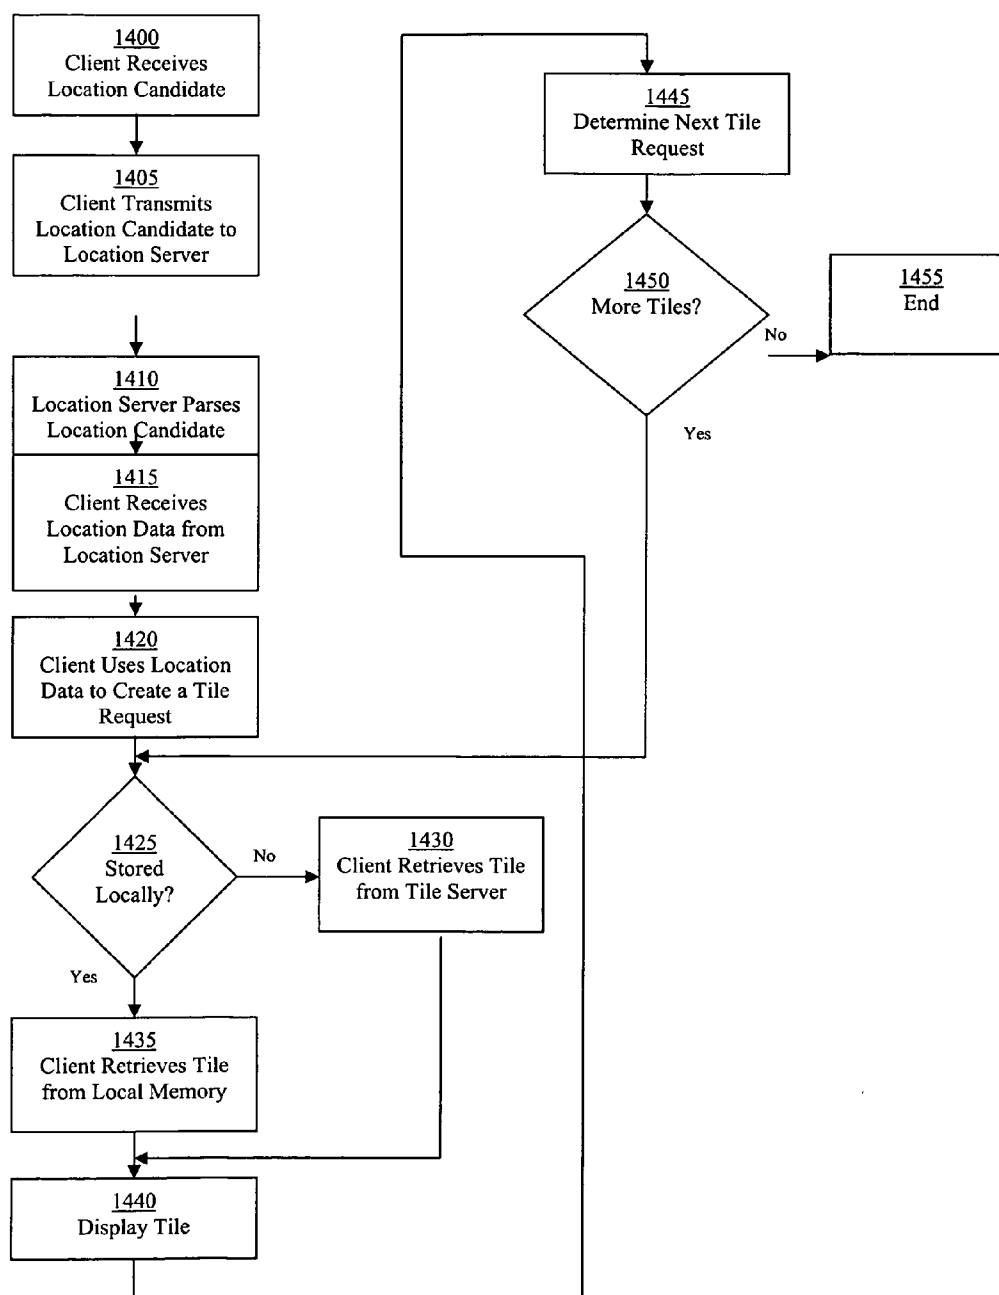 1400
Client Receives
Location Candidate
1405
Client Transmits
Location Candidate to
Location Server
1410
Location Server Parses
Location Candidate
1415
Client Receives
Location Data from
Location Server
1420
Client Uses Location
Data to Create a Tile
Request
1425
Stored
Locally?
No
Yes
1430
Client Retrieves Tile
from Tile Server
1435
Client Retrieves Tile
from Local Memory
1440
Display Tile
1445
Determine Next Tile
Request
1450
More Tiles?
No
Yes
1455
End